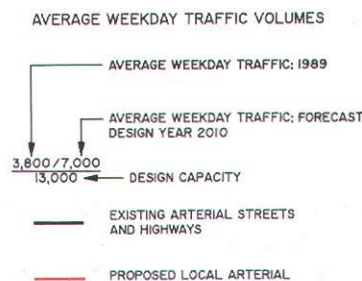 AVERAGE WEEKDAY TRAFFIC VOLUMES
AVERAGE WEEKDAY TRAFFIC: 1989
AVERAGE WEEKDAY TRAFFIC: FORECAST
DESIGN YEAR 2010
3,800/7,000
13,000
DESIGN CAPACITY
EXISTING ARTERIAL STREETS
AND HIGHWAYS
PROPOSED LOCAL ARTERIAL